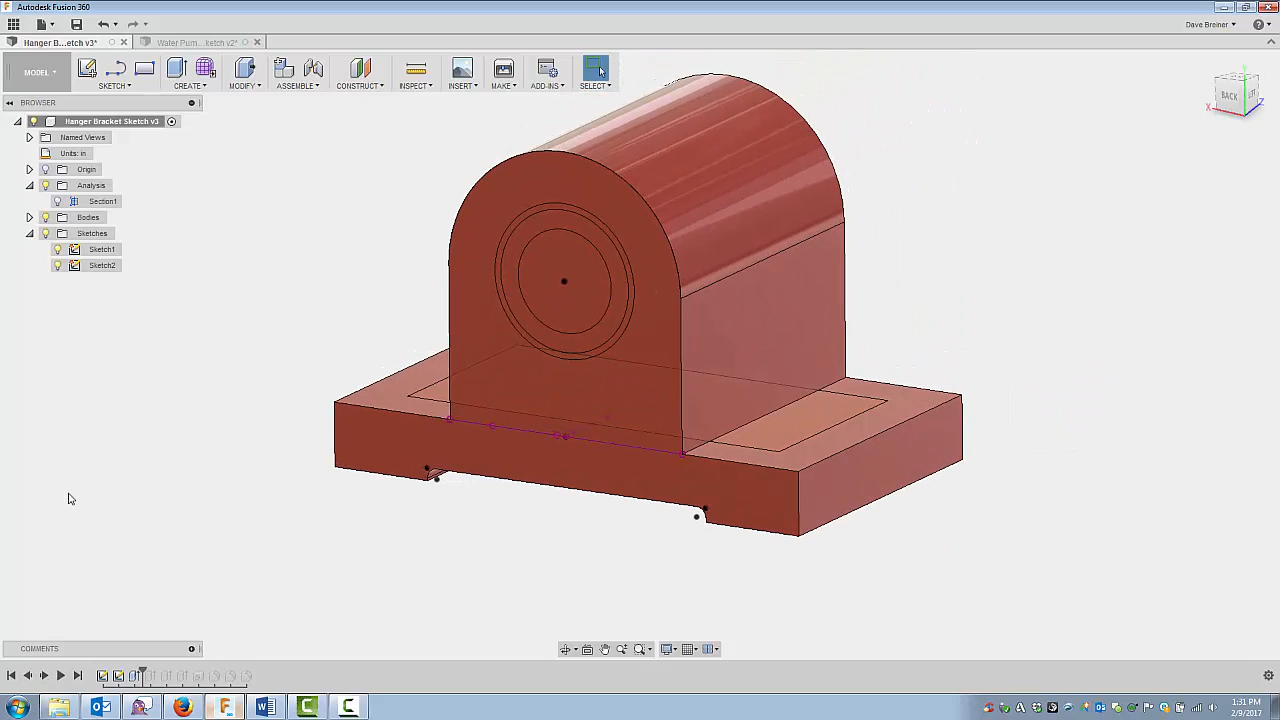 Autodesk Fusion 360
Dave Breiner
Hanger B...etch v3*
Water Pum...ketch v2*
MODEL
SKETCH
CREATE
MODIFY
ASSEMBLE
CONSTRUCT
INSPECT
INSERT
MAKE
ADD-INS
SELECT
BROWSER
BACK
X
Z
Hanger Bracket Sketch v3
Named Views
Units: in
Origin
Analysis
Section1
Bodies
Sketches
Sketch1
Sketch2
COMMENTS
1:31 PM
2/9/2017